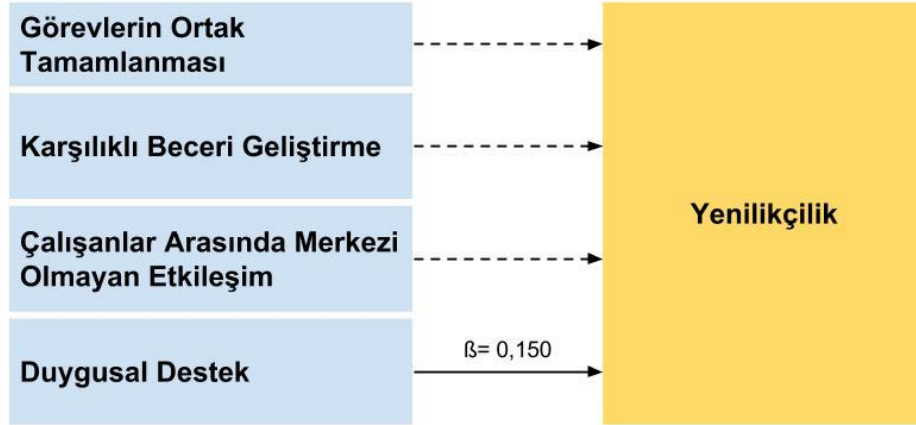 Görevlerin Ortak
Tamamlanması
Karşılıklı Beceri Geliştirme
Çalışanlar Arasında Merkezi
Olmayan Etkileşim
Duygusal Destek
ß= 0,150
Yenilikçilik